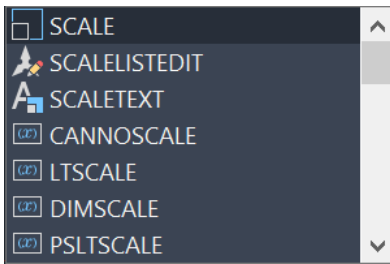 SCALE
SCALELISTEDIT
SCALETEXT
(x) CANNOSCALE
(x) LTSCALE
(x) DIMSCALE
(x) PSLTSCALE